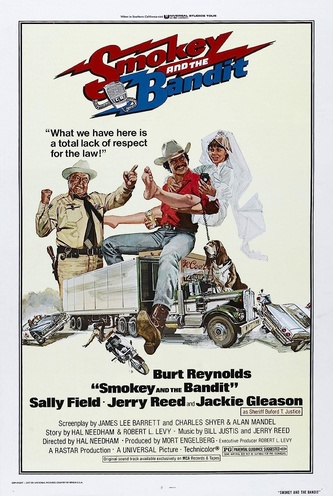 Smokey
AND THE
Bandit
"What we have here is
a total lack of respect
for the law!"
Burt Reynolds
"Smokey AND THE Bandit"
Sally Field · Jerry Reed and Jackie Gleason
as Sheriff Buford T. Justice
Screenplay by JAMES LEE BARRETT and CHARLES SHYER & ALAN MANDEL
Story by HAL NEEDHAM & ROBERT L. LEVY · Music by BILL JUSTIS and JERRY REED
Directed by HAL NEEDHAM · Produced by MORT ENGELBERG · Executive Producer ROBERT L. LEVY
A RASTAR Production · A UNIVERSAL Picture · Technicolor® PG PARENTAL GUIDANCE SUGGESTED
Original sound track available exclusively on MCA Records & Tapes
"SMOKEY AND THE BANDIT"